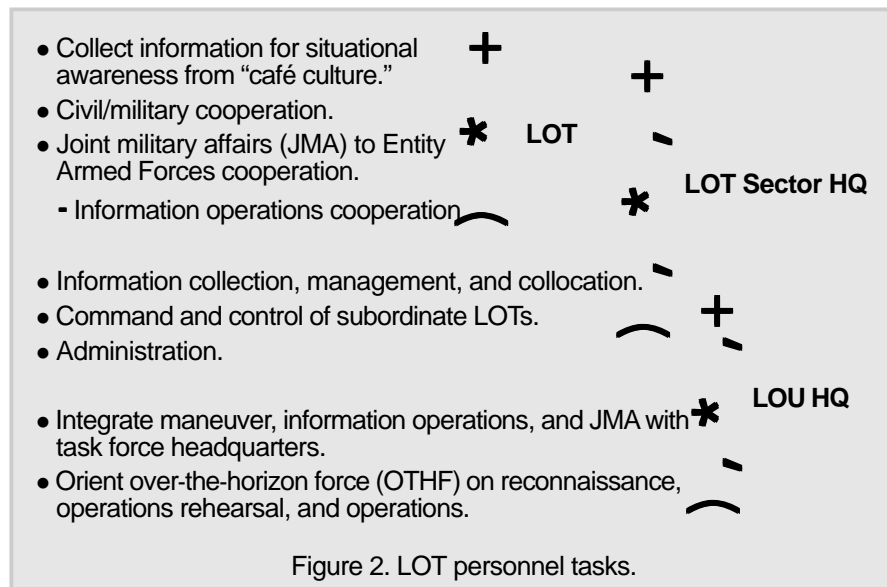 ● Collect information for situational
awareness from “café culture.”
● Civil/military cooperation.
● Joint military affairs (JMA) to Entity
Armed Forces cooperation.
- Information operations cooperation
LOT
LOT Sector HQ
● Information collection, management, and collocation.
● Command and control of subordinate LOTs.
● Administration.
LOU HQ
● Integrate maneuver, information operations, and JMA with
task force headquarters.
● Orient over-the-horizon force (OTHF) on reconnaissance,
operations rehearsal, and operations.
Figure 2. LOT personnel tasks.